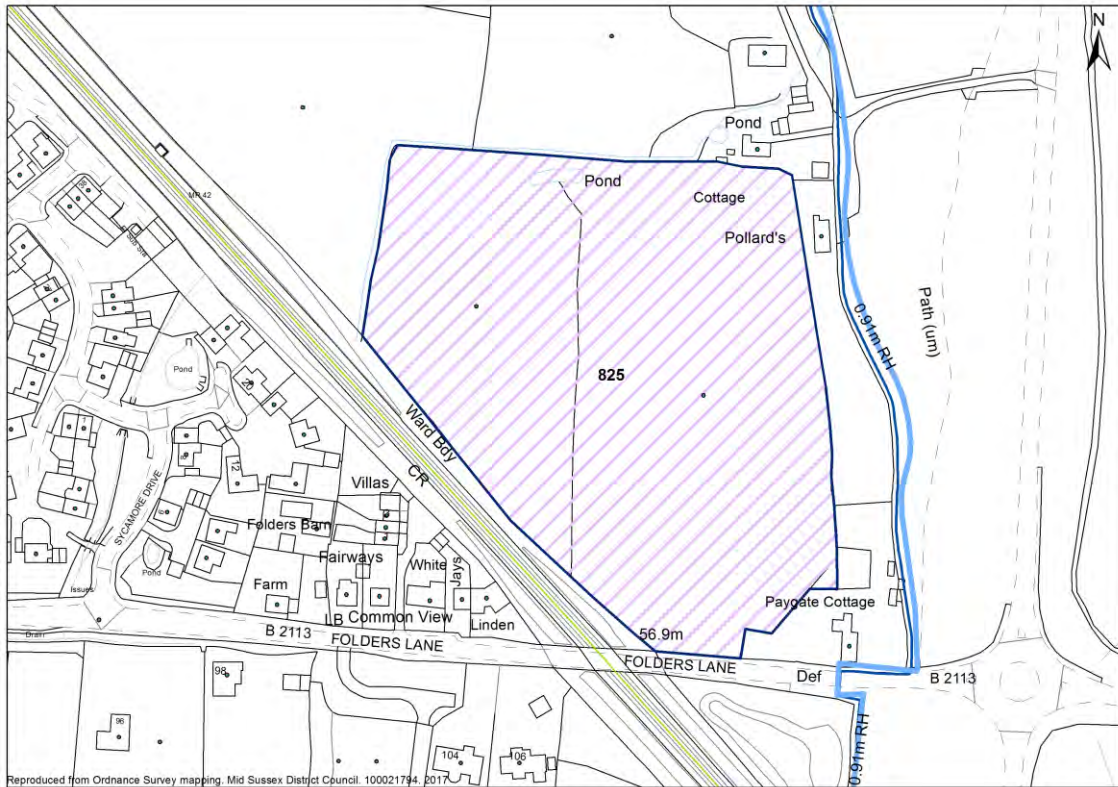 N
Pond
MP 42
El Sub Sta
Pond
Cottage
Pollard's
Path (um)
0.91m RH
825
Ward Bdy
CR
Pond
20
12
SYCAMORE DRIVE
Villas
Folders Barn
Fairways
White
Jays
Farm
Pond
Issues
LB
Common View
Linden
Paygate Cottage
56.9m
Drain
B 2113
FOLDERS LANE
FOLDERS LANE
Def
B 2113
98
96
104
106
0.91m RH
Reproduced from Ordnance Survey mapping. Mid Sussex District Council. 100021794. 2017